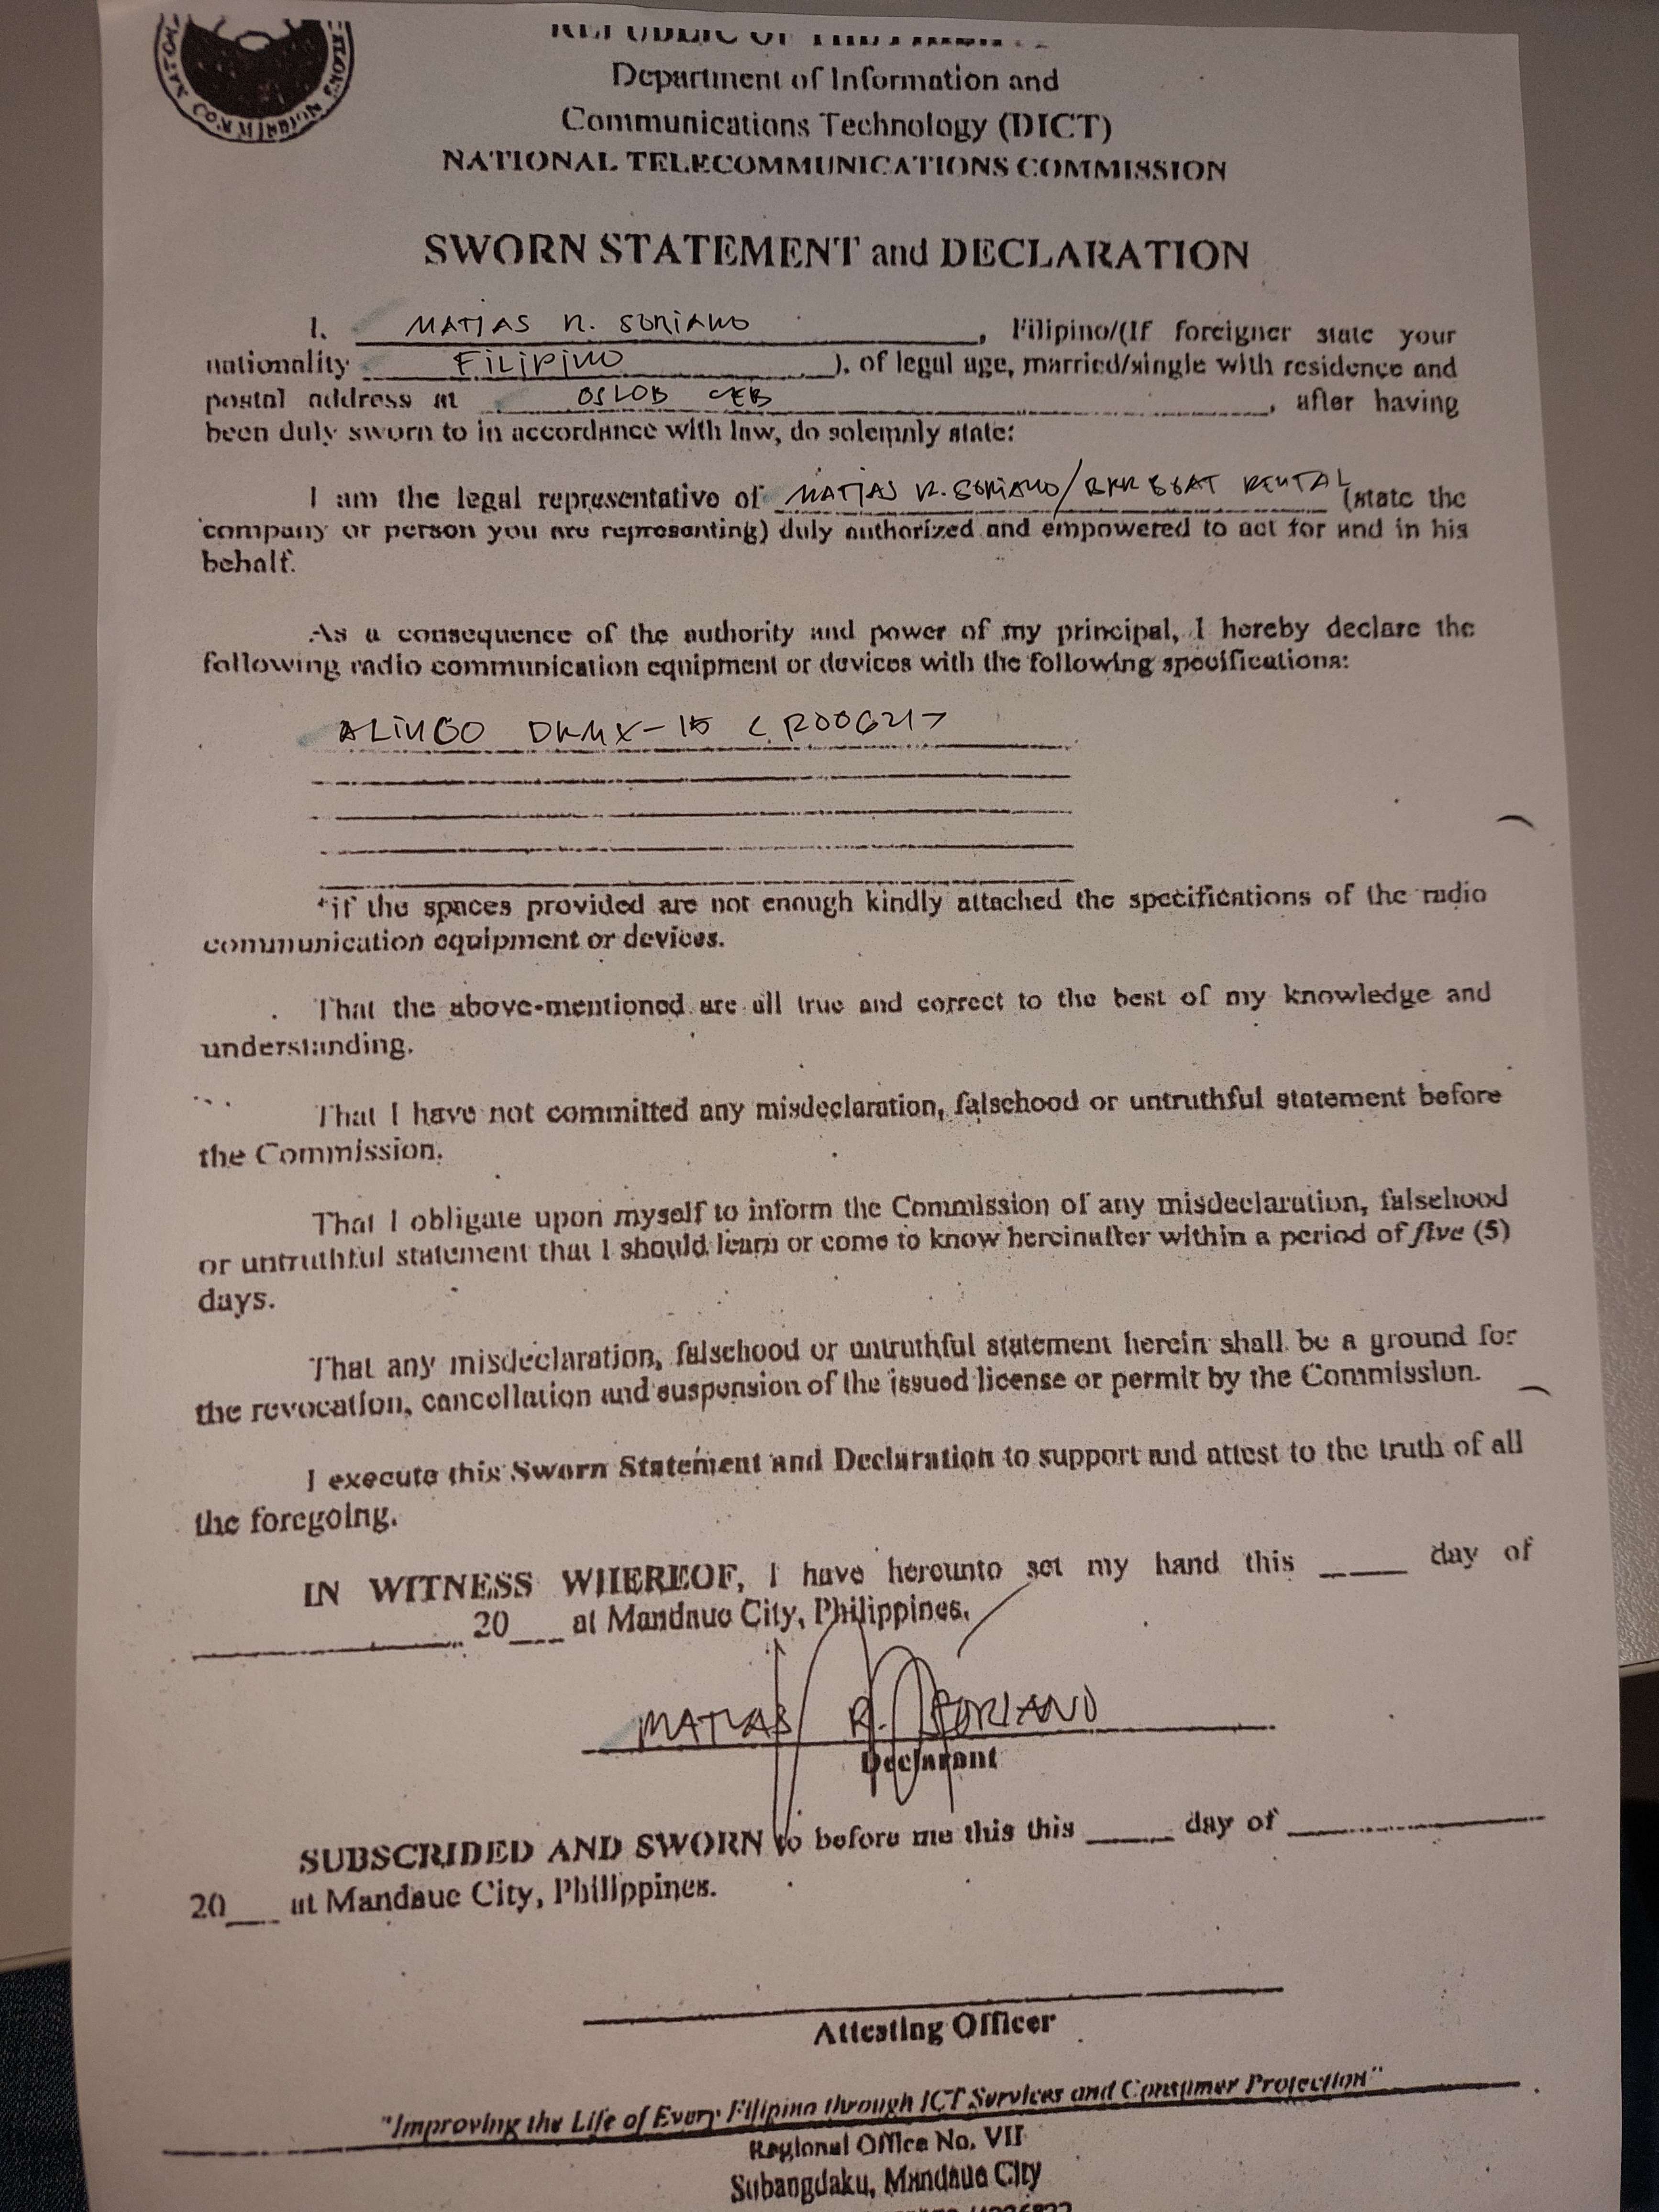 REPUBLIC OF THE
Department of Information and
Communications Technology (DICT)
NATIONAL TELECOMMUNICATIONS COMMISSION
SWORN STATEMENT and DECLARATION
I. MATIAS R. SORIANO, Filipino/(If foreigner state your
nationality FILIPINO ), of legal age, married/single with residence and
postal address at OSLOB CEB, after having
been duly sworn to in accordance with law, do solemnly state:
I am the legal representative of MATIAS R. SORIANO/ BOAT RENTAL (state the
company or person you are representing) duly authorized and empowered to act for and in his
behalf.
As a consequence of the authority and power of my principal, I hereby declare the
following radio communication equipment or devices with the following specifications:
ALINCO
*if the spaces provided are not enough kindly attached the specifications of the radio
communication equipment or devices.
That the above-mentioned are all true and correct to the best of my knowledge and
understanding.
That I have not committed any misdeclaration, falsehood or untruthful statement before
the Commission.
That I obligate upon myself to inform the Commission of any misdeclaration, falsehood
or untruthful statement that I should learn or come to know hereinafter within a period of five (5)
days.
That any misdeclaration, falsehood or untruthful statement herein shall be a ground for
the revocation, cancellation and suspension of the issued license or permit by the Commission.
I execute this Sworn Statement and Declaration to support and attest to the truth of all
the foregoing.
IN WITNESS WHEREOF, I have hereunto set my hand this ____ day of
____ 20___ at Mandaue City, Philippines.
MATIAS R. SORIANO
Declarant
SUBSCRIBED AND SWORN to before me this this ____ day of ____
20___ at Mandaue City, Philippines.
Attesting Officer
"Improving the Life of Every Filipino through ICT Services and Consumer Protection"
Regional Office No. VII
Subangdaku, Mandaue City